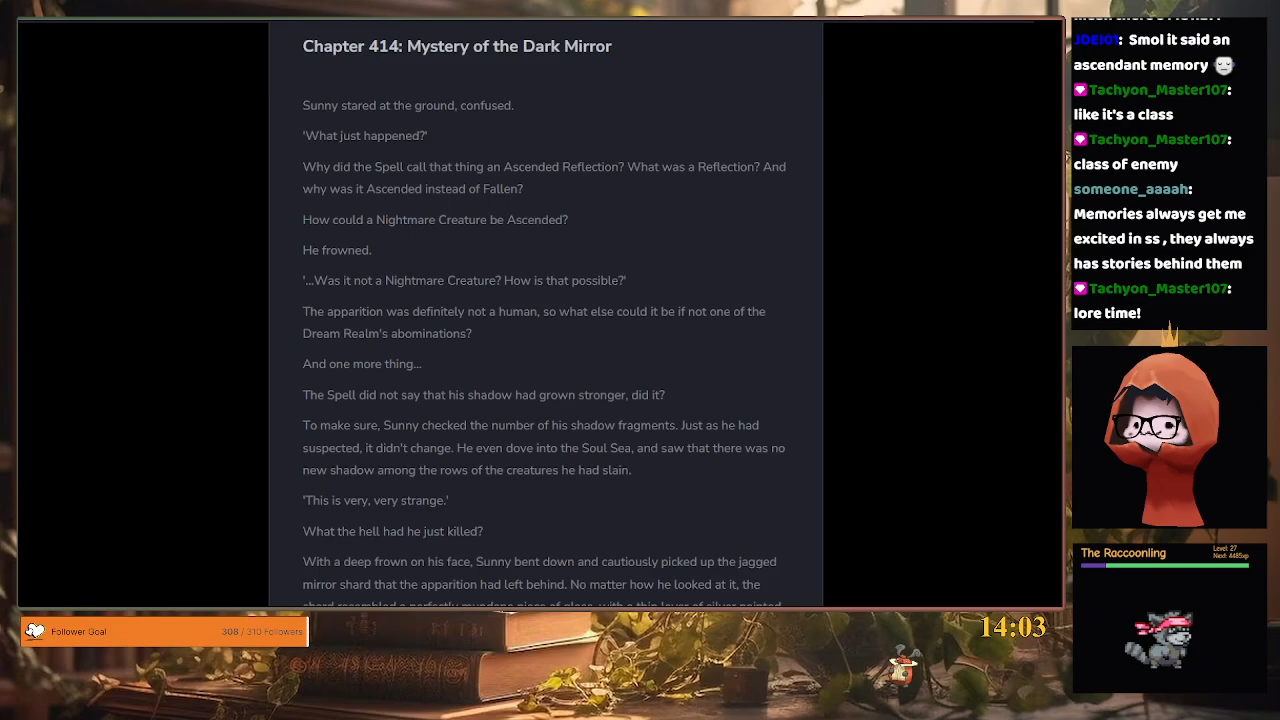 Chapter 414: Mystery of the Dark Mirror
Sunny stared at the ground, confused.
'What just happened?'
Why did the Spell call that thing an Ascended Reflection? What was a Reflection? And
why was it Ascended instead of Fallen?
How could a Nightmare Creature be Ascended?
He frowned.
'...Was it not a Nightmare Creature? How is that possible?'
The apparition was definitely not a human, so what else could it be if not one of the
Dream Realm's abominations?
And one more thing...
The Spell did not say that his shadow had grown stronger, did it?
To make sure, Sunny checked the number of his shadow fragments. Just as he had
suspected, it didn't change. He even dove into the Soul Sea, and saw that there was no
new shadow among the rows of the creatures he had slain.
'This is very, very strange.'
What the hell had he just killed?
With a deep frown on his face, Sunny bent down and cautiously picked up the jagged
mirror shard that the apparition had left behind. No matter how he looked at it, the
JDEI01: Smol it said an
ascendant memory
Tachyon_Master107:
like it's a class
Tachyon_Master107:
class of enemy
someone_aaaah:
Memories always get me
excited in ss , they always
has stories behind them
Tachyon_Master107:
lore time!
The Raccoonling
Level: 27
Next: 4485xp
Follower Goal
308 / 310 Followers
14:03